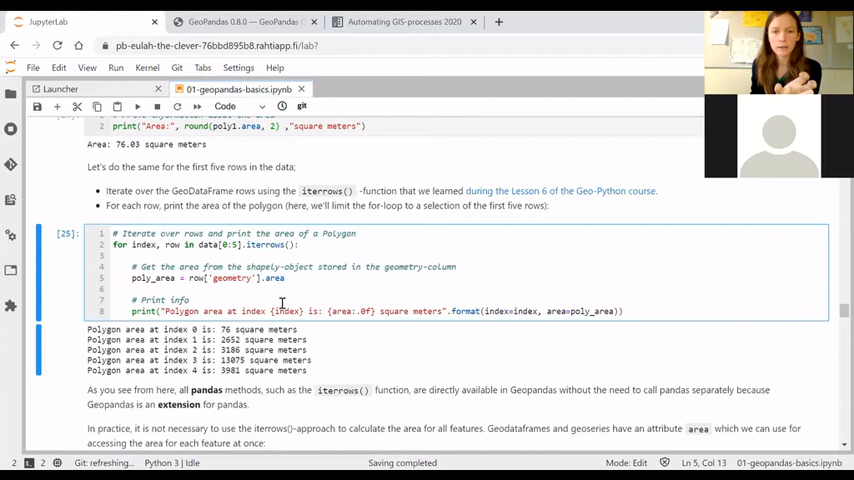 JupyterLab
GeoPandas 0.8.0 — GeoPandas
Automating GIS-processes 2020
pb-eulah-the-clever-76bbd895b8.rahtiapp.fi/lab?
File Edit View Run Kernel Git Tabs Settings Help
Launcher
01-geopandas-basics.ipynb
Code
git
2 print("Area:", round(poly1.area, 2) ,"square meters")
Area: 76.03 square meters
Let's do the same for the first five rows in the data;
• Iterate over the GeoDataFrame rows using the iterrows() -function that we learned during the Lesson 6 of the Geo-Python course.
• For each row, print the area of the polygon (here, we'll limit the for-loop to a selection of the first five rows):
[25]
1 # Iterate over rows and print the area of a Polygon
2 for index, row in data[0:5].iterrows():
3
4 # Get the area from the shapely-object stored in the geometry-column
5 poly_area = row['geometry'].area
6
7 # Print info
8 print("Polygon area at index {index} is: {area:.0f} square meters".format(index=index, area=poly_area))
Polygon area at index 0 is: 76 square meters
Polygon area at index 1 is: 2652 square meters
Polygon area at index 2 is: 3186 square meters
Polygon area at index 3 is: 13075 square meters
Polygon area at index 4 is: 3981 square meters
As you see from here, all pandas methods, such as the iterrows() function, are directly available in Geopandas without the need to call pandas separately because
Geopandas is an extension for pandas.
In practice, it is not necessary to use the iterrows()-approach to calculate the area for all features. Geodataframes and geoseries have an attribute area which we can use for
accessing the area for each feature at once:
2 2 Git: refreshing... Python 3 | Idle Saving completed Mode: Edit Ln 5, Col 13 01-geopandas-basics.ipynb